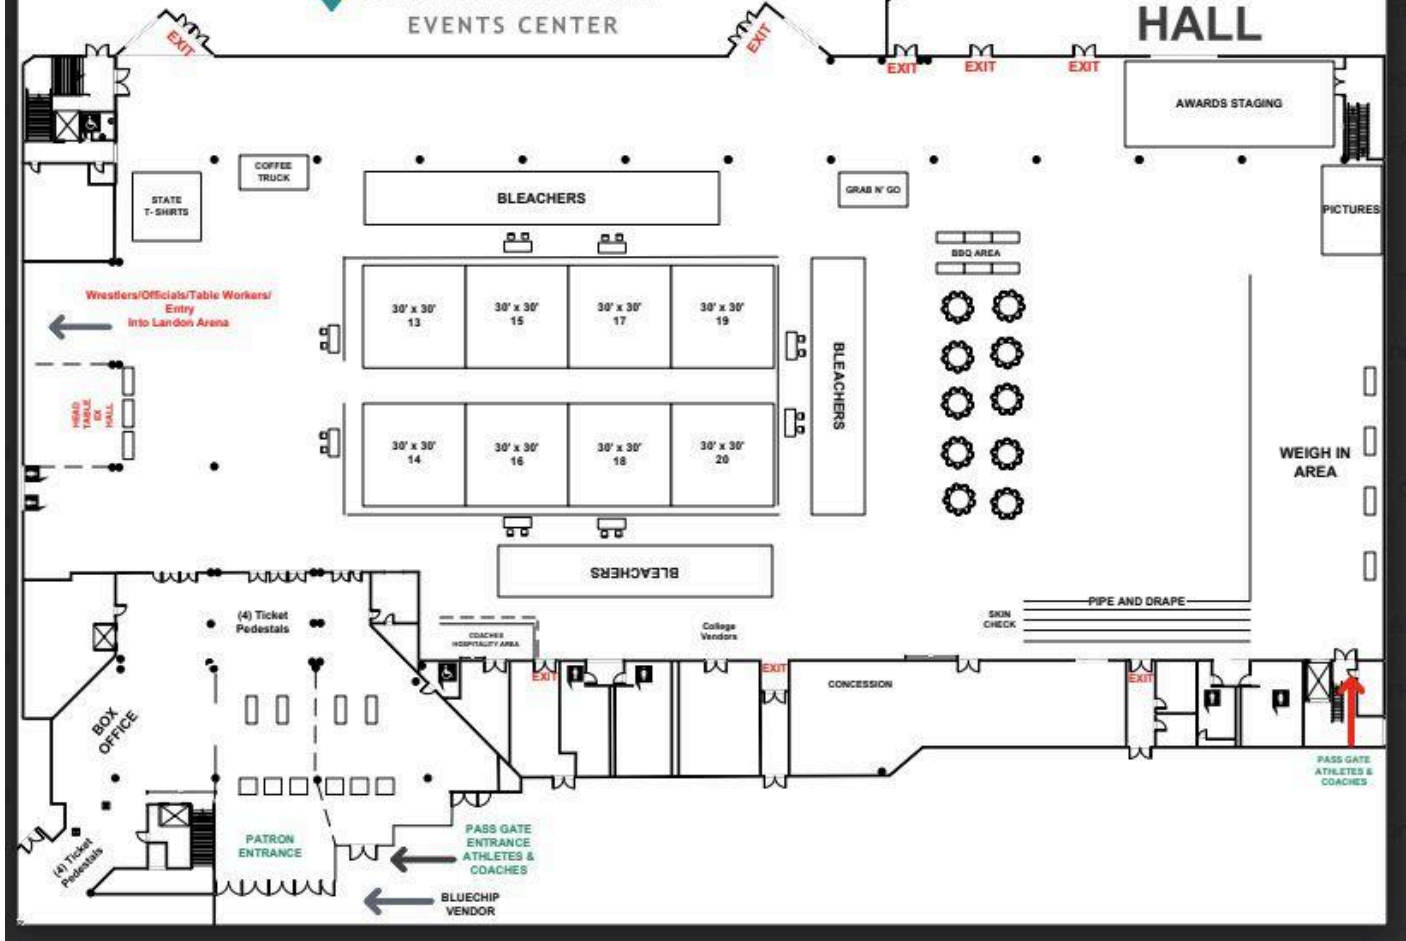 EVENTS CENTER
HALL
EXIT
EXIT
EXIT
EXIT
EXIT
AWARDS STAGING
COFFEE
TRUCK
STATE
T- SHIRTS
BLEACHERS
GRAB N' GO
PICTURES
BBQ AREA
Wrestlers/Officials/Table Workers/
Entry
Into Landon Arena
30' x 30'
13
30' x 30'
15
30' x 30'
17
30' x 30'
19
BLEACHERS
HEAD
TABLE
EX
HALL
30' x 30'
14
30' x 30'
16
30' x 30'
18
30' x 30'
20
WEIGH IN
AREA
BLEACHERS
PIPE AND DRAPE
SKIN
CHECK
(4) Ticket
Pedestals
COACHES
HOSPITALITY AREA
College
Vendors
EXIT
EXIT
CONCESSION
EXIT
BOX
OFFICE
PASS GATE
ATHLETES &
COACHES
(4) Ticket
Pedestals
PATRON
ENTRANCE
PASS GATE
ENTRANCE
ATHLETES &
COACHES
BLUECHIP
VENDOR